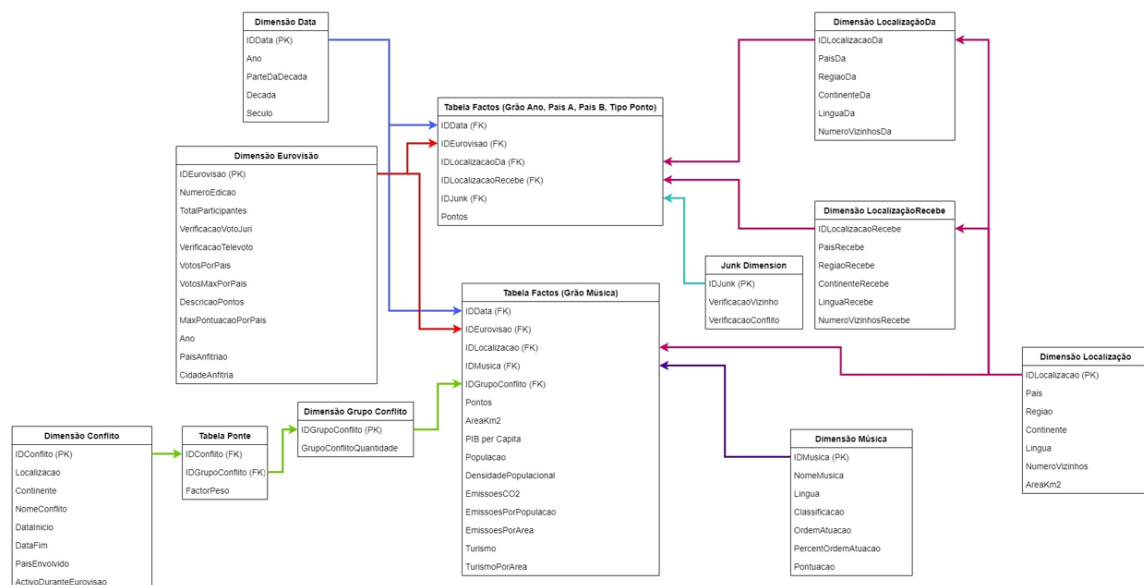 Dimensão Data
IDData (PK)
Ano
ParteDaDecada
Decada
Seculo
Dimensão LocalizaçãoDa
IDLocalizacaoDa
PaisDa
RegiaoDa
ContinenteDa
LinguaDa
NumeroVizinhosDa
Tabela Factos (Grão Ano, Pais A, Pais B, Tipo Ponto)
IDData (FK)
IDEurovisao (FK)
IDLocalizacaoDa (FK)
IDLocalizacaoRecebe (FK)
IDJunk (FK)
Pontos
Dimensão Eurovisão
IDEurovisao (PK)
NumeroEdicao
TotalParticipantes
VerificacaoVotoJuri
VerificacaoTelevoto
VotosPorPais
VotosMaxPorPais
DescricaoPontos
MaxPontuacaoPorPais
Ano
PaisAnfitriao
CidadeAnfitria
Dimensão LocalizaçãoRecebe
IDLocalizacaoRecebe
PaisRecebe
RegiaoRecebe
ContinenteRecebe
LinguaRecebe
NumeroVizinhosRecebe
Junk Dimension
IDJunk (PK)
VerificacaoVizinho
VerificacaoConflito
Tabela Factos (Grão Música)
IDData (FK)
IDEurovisao (FK)
IDLocalizacao (FK)
IDMusica (FK)
IDGrupoConflito (FK)
Pontos
AreaKm2
PIB per Capita
Populacao
DensidadePopulacional
EmissoesCO2
EmissoesPorPopulacao
EmissoesPorArea
Turismo
TurismoPorArea
Dimensão Localização
IDLocalizacao (PK)
Pais
Regiao
Continente
Lingua
NumeroVizinhos
AreaKm2
Dimensão Grupo Conflito
IDGrupoConflito (PK)
GrupoConflitoQuantidade
Dimensão Conflito
IDConflito (PK)
Localizacao
Continente
NomeConflito
DataInicio
DataFim
PaisEnvolvido
ActivoDuranteEurovisao
Tabela Ponte
IDConflito (FK)
IDGrupoConflito (FK)
FactorPeso
Dimensão Música
IDMusica (PK)
NomeMusica
Lingua
Classificacao
OrdemAtuacao
PercentOrdemAtuacao
Pontuacao